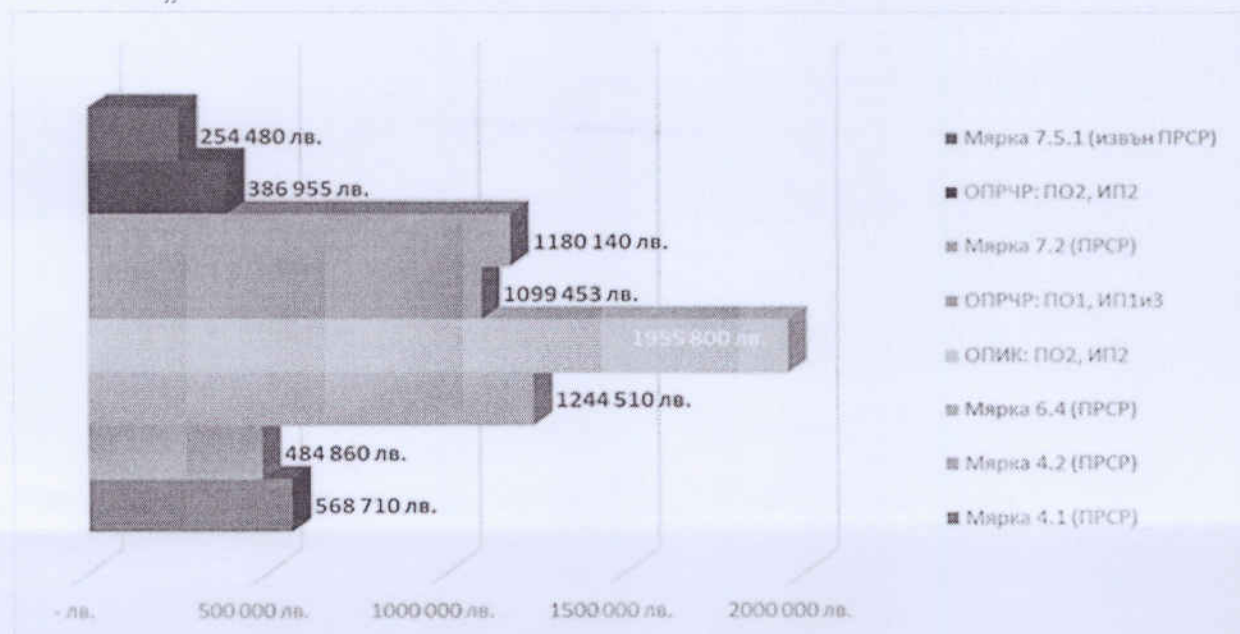 254 480 лв.
386 955 лв.
1180 140 лв.
1099 453 лв.
1955 800 лв.
1244 510 лв.
484 860 лв.
568 710 лв.
- лв.
500 000 лв.
1000 000 лв.
1500 000 лв.
2000 000 лв.
Мярка 7.5.1 (извън ПРСР)
ОПРЧР: ПО2, ИП2
Мярка 7.2 (ПРСР)
ОПРЧР: ПО1, ИП1и3
ОПИК: ПО2, ИП2
Мярка 6.4 (ПРСР)
Мярка 4.2 (ПРСР)
Мярка 4.1 (ПРСР)